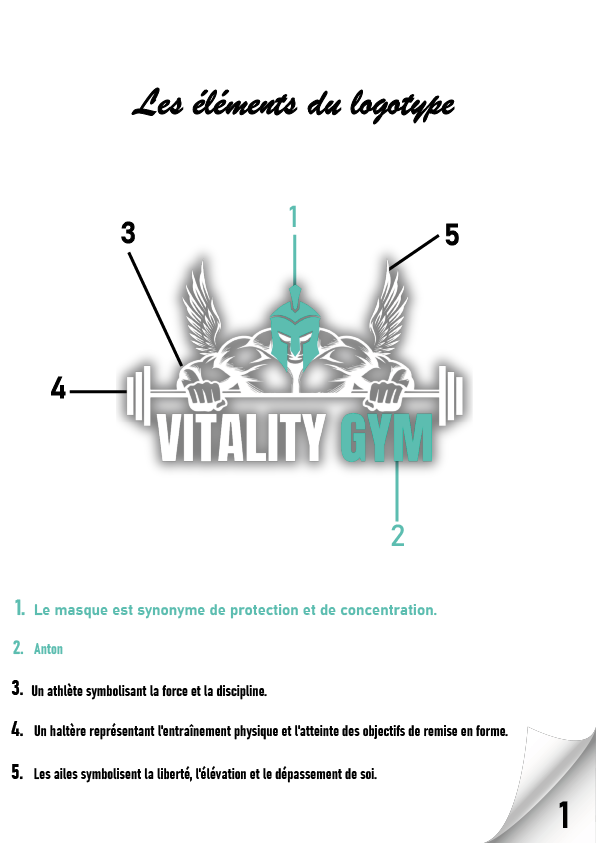 Les éléments du logotype
1
3
5
4
VITALITY GYM
2
1. Le masque est synonyme de protection et de concentration.
2. Anton
3. Un athlète symbolisant la force et la discipline.
4. Un haltère représentant l'entraînement physique et l'atteinte des objectifs de remise en forme.
5. Les ailes symbolisent la liberté, l'élévation et le dépassement de soi.
1